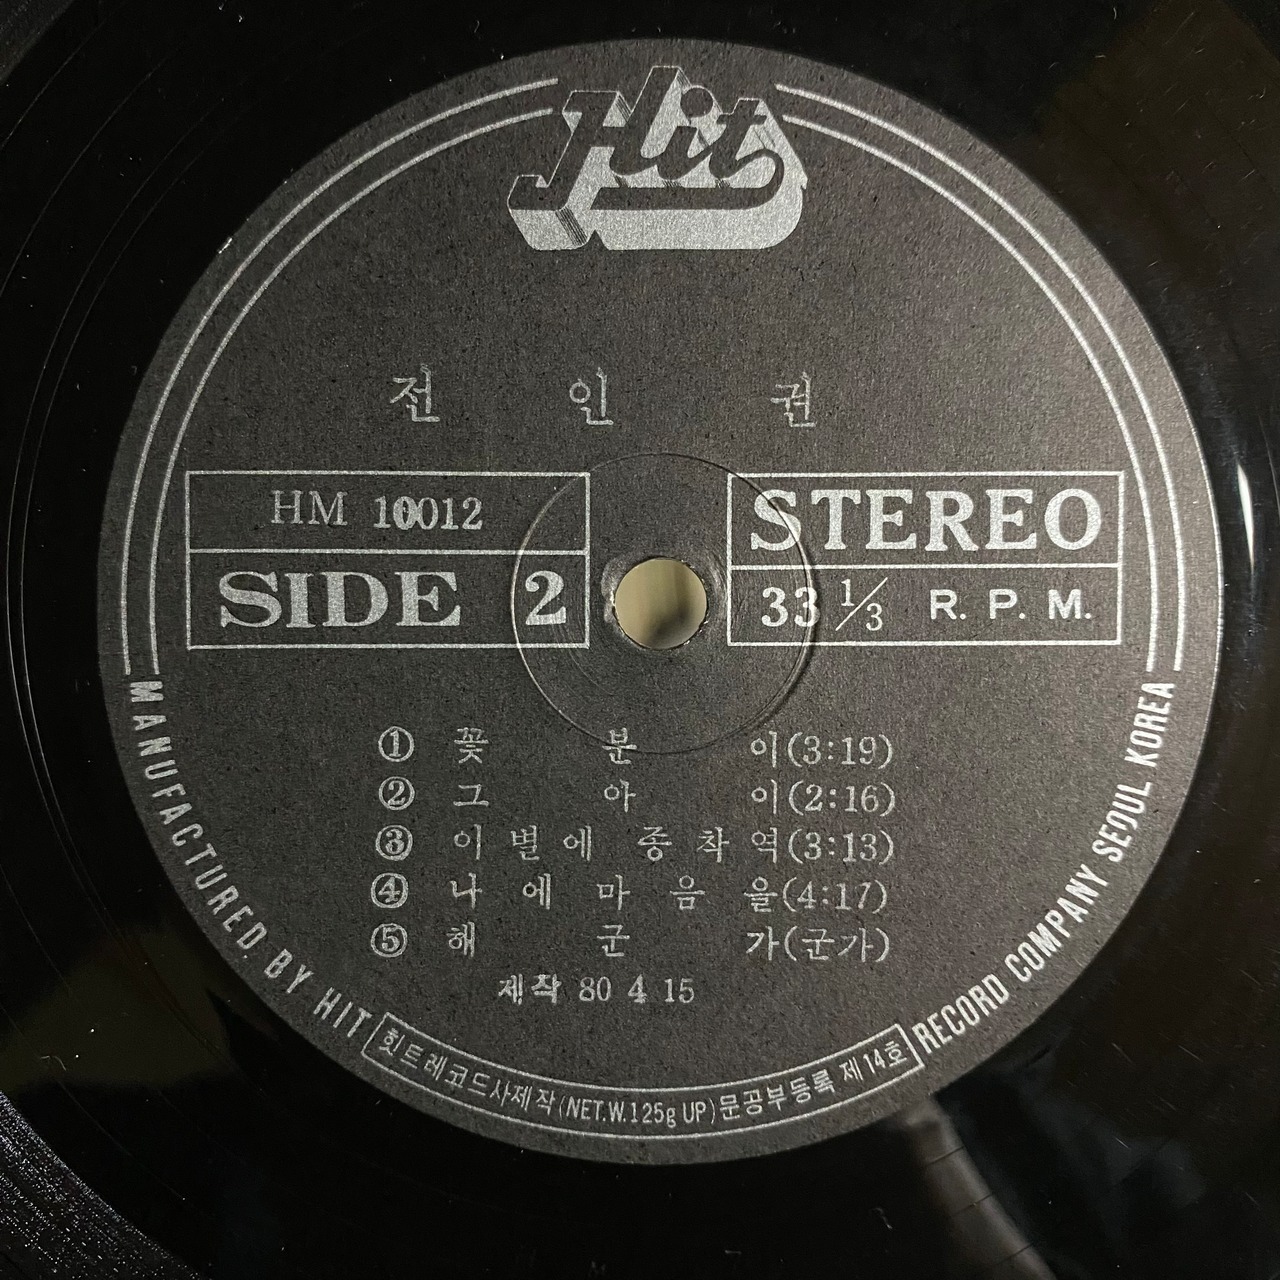 Hit
전 인 권
HM 10012
SIDE 2
STEREO
33 1/3 R. P. M.
① 꽃 분 이(3:19)
② 그 아 이(2:16)
③ 이 별 에 종 착 역(3:13)
④ 나 에 마 음 을(4:17)
⑤ 해 군 가(군가)
제작 80 4 15
MANUFACTURED BY HIT RECORD COMPANY SEOUL KOREA
힛트레코드사제작(NET.W.125g UP)문공부등록 제14호